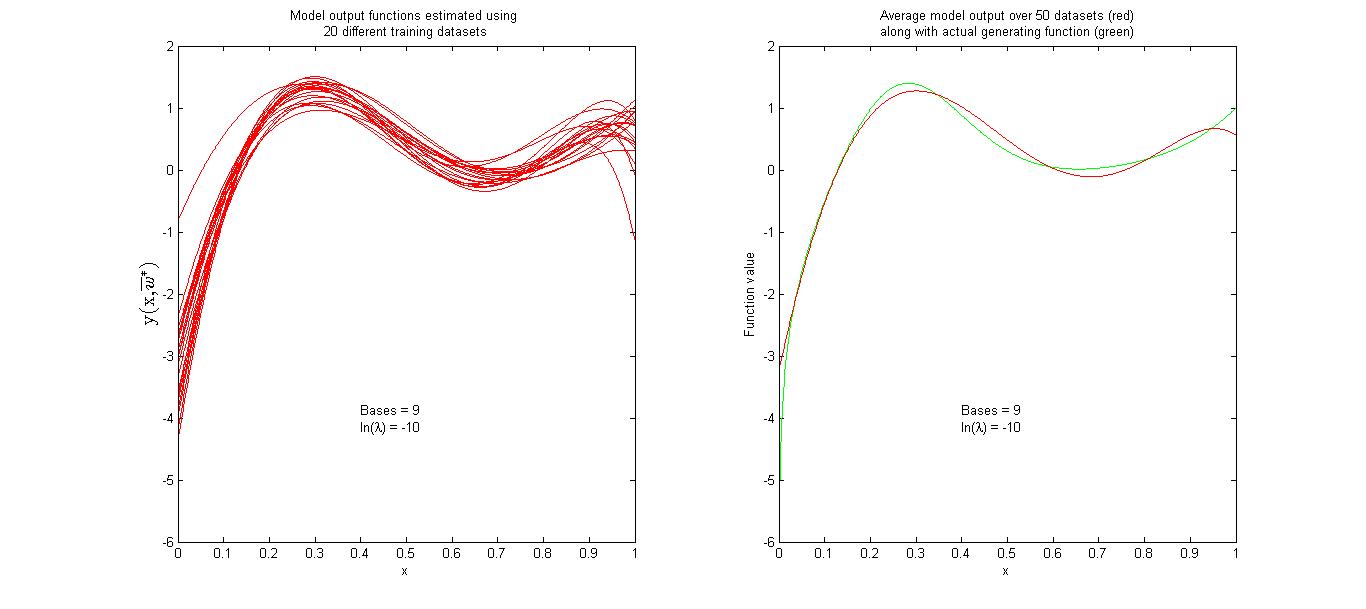 Model output functions estimated using
20 different training datasets
2
1
0
-1
-2
-3
-4
-5
-6
y(x,w̅*)
Bases = 9
ln(λ) = -10
0 0.1 0.2 0.3 0.4 0.5 0.6 0.7 0.8 0.9 1
x
Average model output over 50 datasets (red)
along with actual generating function (green)
2
1
0
-1
-2
-3
-4
-5
-6
Function value
Bases = 9
ln(λ) = -10
0 0.1 0.2 0.3 0.4 0.5 0.6 0.7 0.8 0.9 1
x